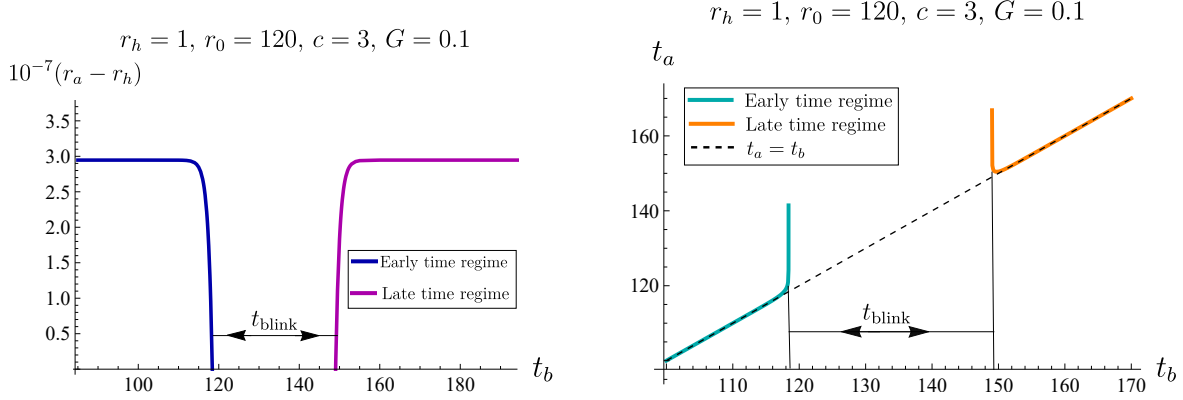 r_h = 1, r_0 = 120, c = 3, G = 0.1
10^{-7}(r_a − r_h)
3.5
3.0
2.5
2.0
1.5
1.0
0.5
Early time regime
Late time regime
t_blink
100 120 140 160 180
t_b
r_h = 1, r_0 = 120, c = 3, G = 0.1
t_a
Early time regime
Late time regime
t_a = t_b
160
140
120
t_blink
110 120 130 140 150 160 170
t_b